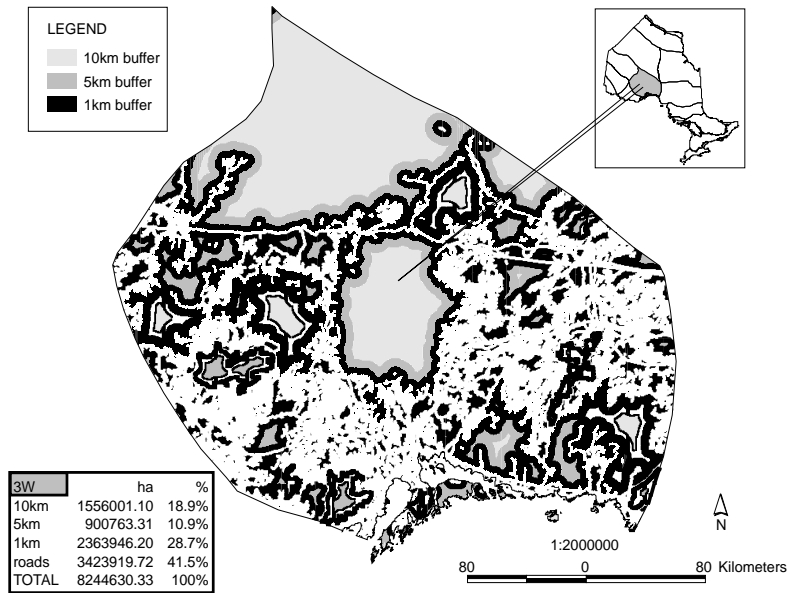 LEGEND
10km buffer
5km buffer
1km buffer
3W ha %
10km 1556001.10 18.9%
5km 900763.31 10.9%
1km 2363946.20 28.7%
roads 3423919.72 41.5%
TOTAL 8244630.33 100%
N
1:2000000
80 0 80 Kilometers